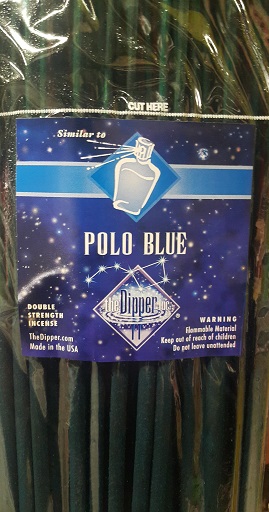 CUT HERE
Similar to
POLO BLUE
the Dipper inc.
®
DOUBLE
STRENGTH
INCENSE
TheDipper.com
Made in the USA
WARNING
Flammable Material
Keep out of reach of children
Do not leave unattended